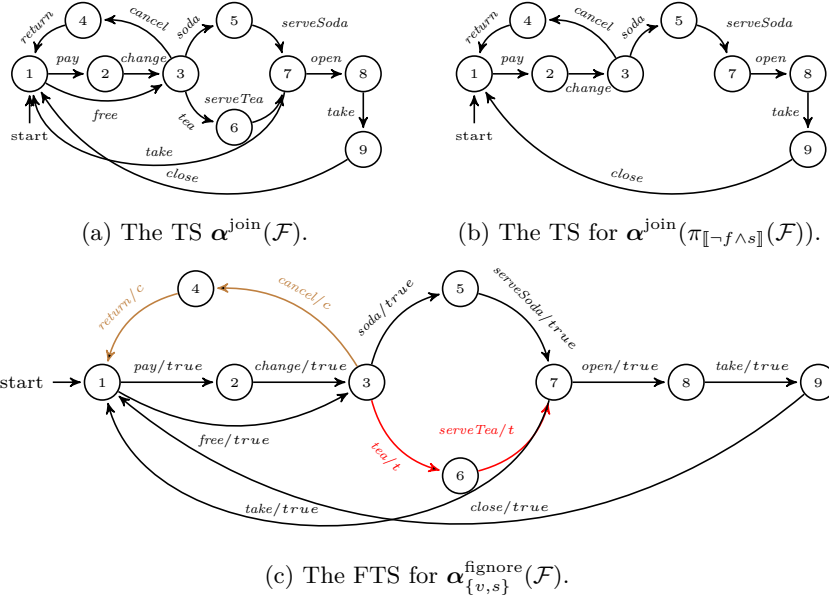 4 cancel 5 soda serveSoda return
1 pay 2 change 3 7 open 8
free tea serveTea 6 take
start take 9
close
(a) The TS α^join(𝓕).
4 cancel 5 soda serveSoda return
1 pay 2 change 3 7 open 8
take
start 9
close
(b) The TS for α^join(π_⟦¬f∧s⟧(𝓕)).
return/c 4 cancel/c soda/true 5 serveSoda/true
start 1 pay/true 2 change/true 3 7 open/true 8 take/true 9
free/true tea/t serveTea/t
6
take/true close/true
(c) The FTS for α^fignore_{v,s}(𝓕).